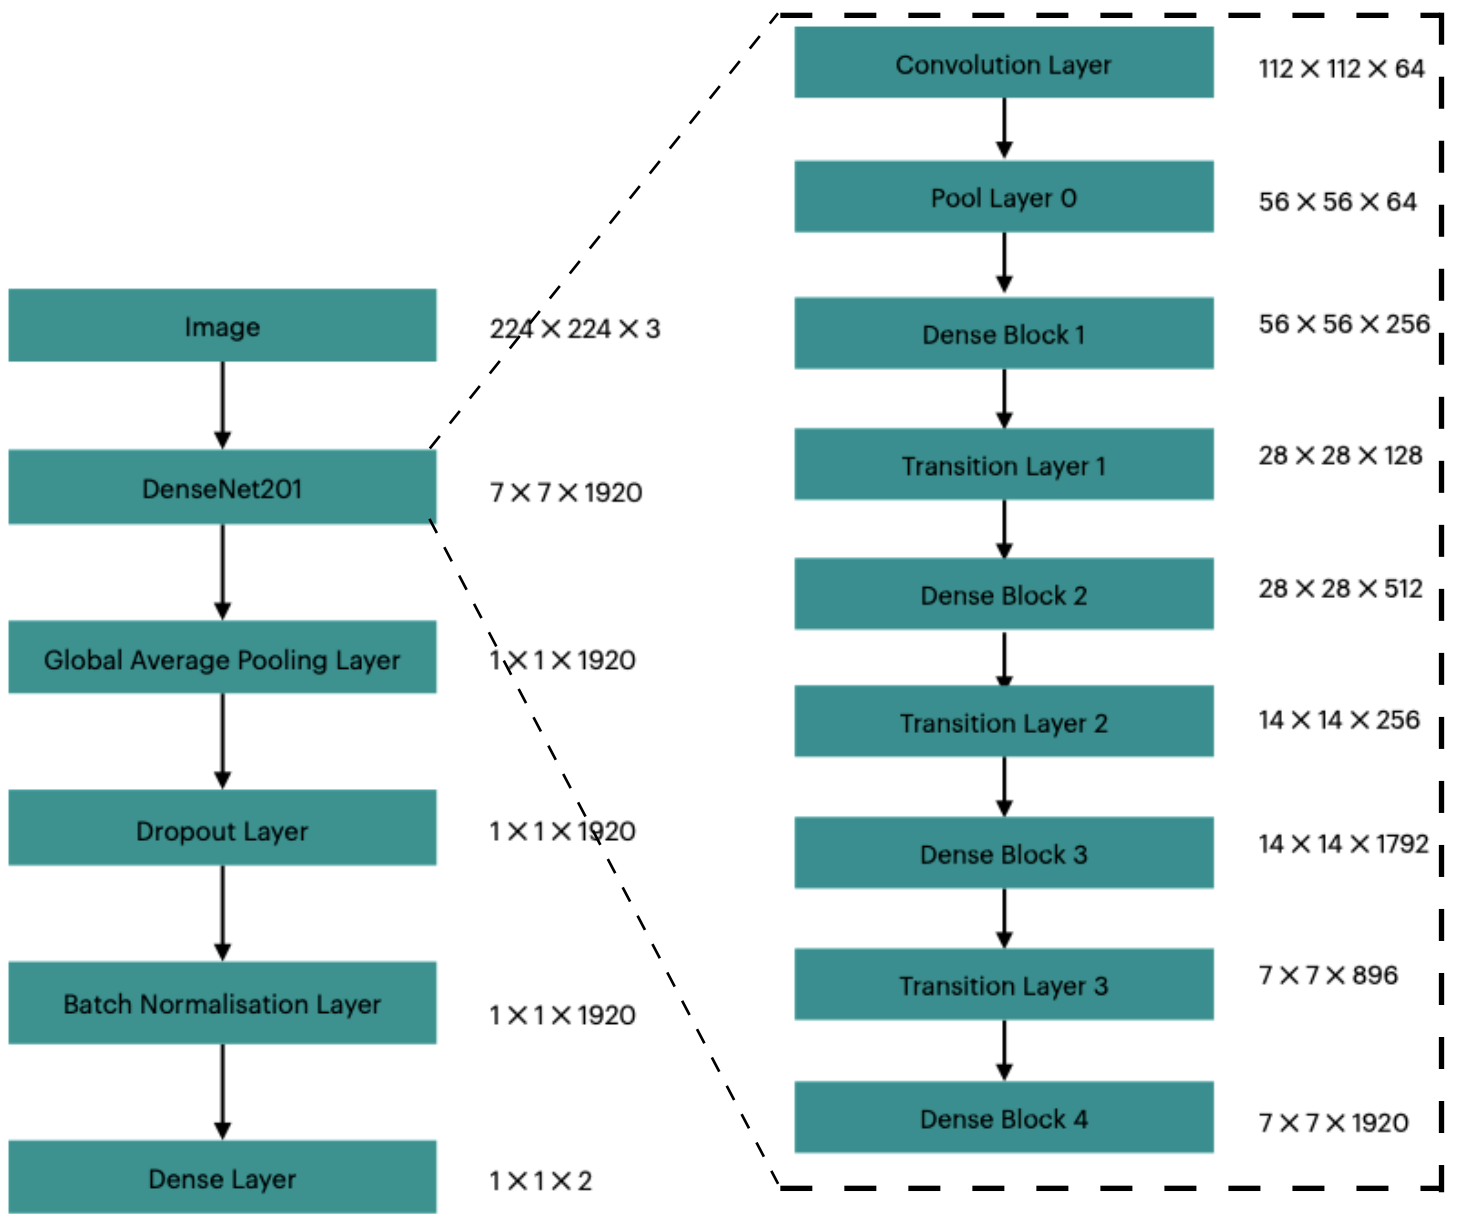 Image
224 × 224 × 3
DenseNet201
7 × 7 × 1920
Global Average Pooling Layer
1 × 1 × 1920
Dropout Layer
1 × 1 × 1920
Batch Normalisation Layer
1 × 1 × 1920
Dense Layer
1 × 1 × 2
Convolution Layer
112 × 112 × 64
Pool Layer 0
56 × 56 × 64
Dense Block 1
56 × 56 × 256
Transition Layer 1
28 × 28 × 128
Dense Block 2
28 × 28 × 512
Transition Layer 2
14 × 14 × 256
Dense Block 3
14 × 14 × 1792
Transition Layer 3
7 × 7 × 896
Dense Block 4
7 × 7 × 1920